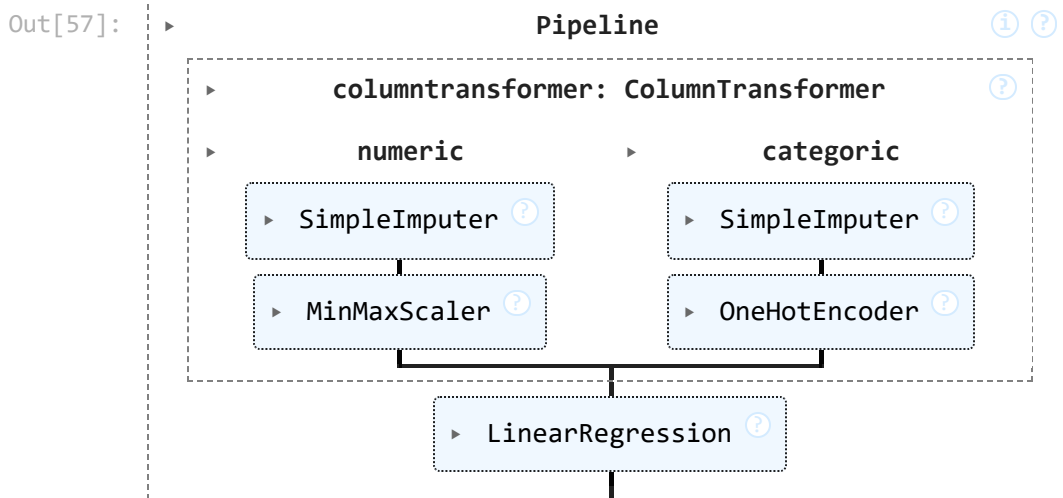 Out[57]:
▸ Pipeline i ?
▸ columntransformer: ColumnTransformer ?
▸ numeric ▸ categoric
▸ SimpleImputer ? ▸ SimpleImputer ?
▸ MinMaxScaler ? ▸ OneHotEncoder ?
▸ LinearRegression ?